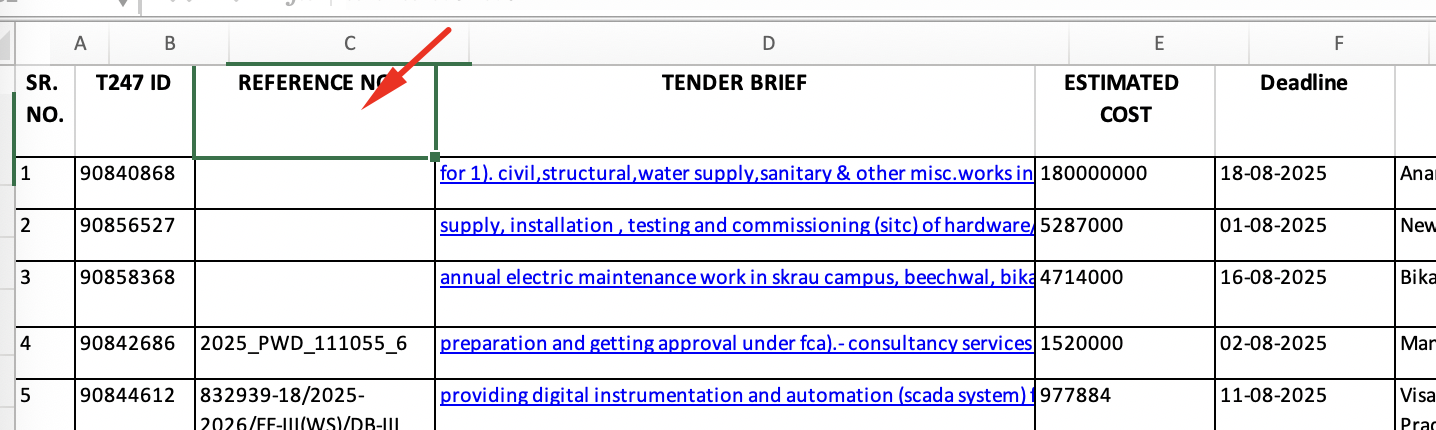 A B C D E F
SR. NO. T247 ID REFERENCE TENDER BRIEF ESTIMATED COST Deadline
1 90840868 for 1). civil,structural,water supply,sanitary & other misc.works in 180000000 18-08-2025
2 90856527 supply, installation , testing and commissioning (sitc) of hardware/ 5287000 01-08-2025 New
3 90858368 annual electric maintenance work in skrau campus, beechwal, bika 4714000 16-08-2025 Bika
4 90842686 2025_PWD_111055_6 preparation and getting approval under fca).- consultancy services 1520000 02-08-2025
5 90844612 832939-18/2025- providing digital instrumentation and automation (scada system) 977884 11-08-2025 Visa
2026/EE-III(WS)/DB-III Prac